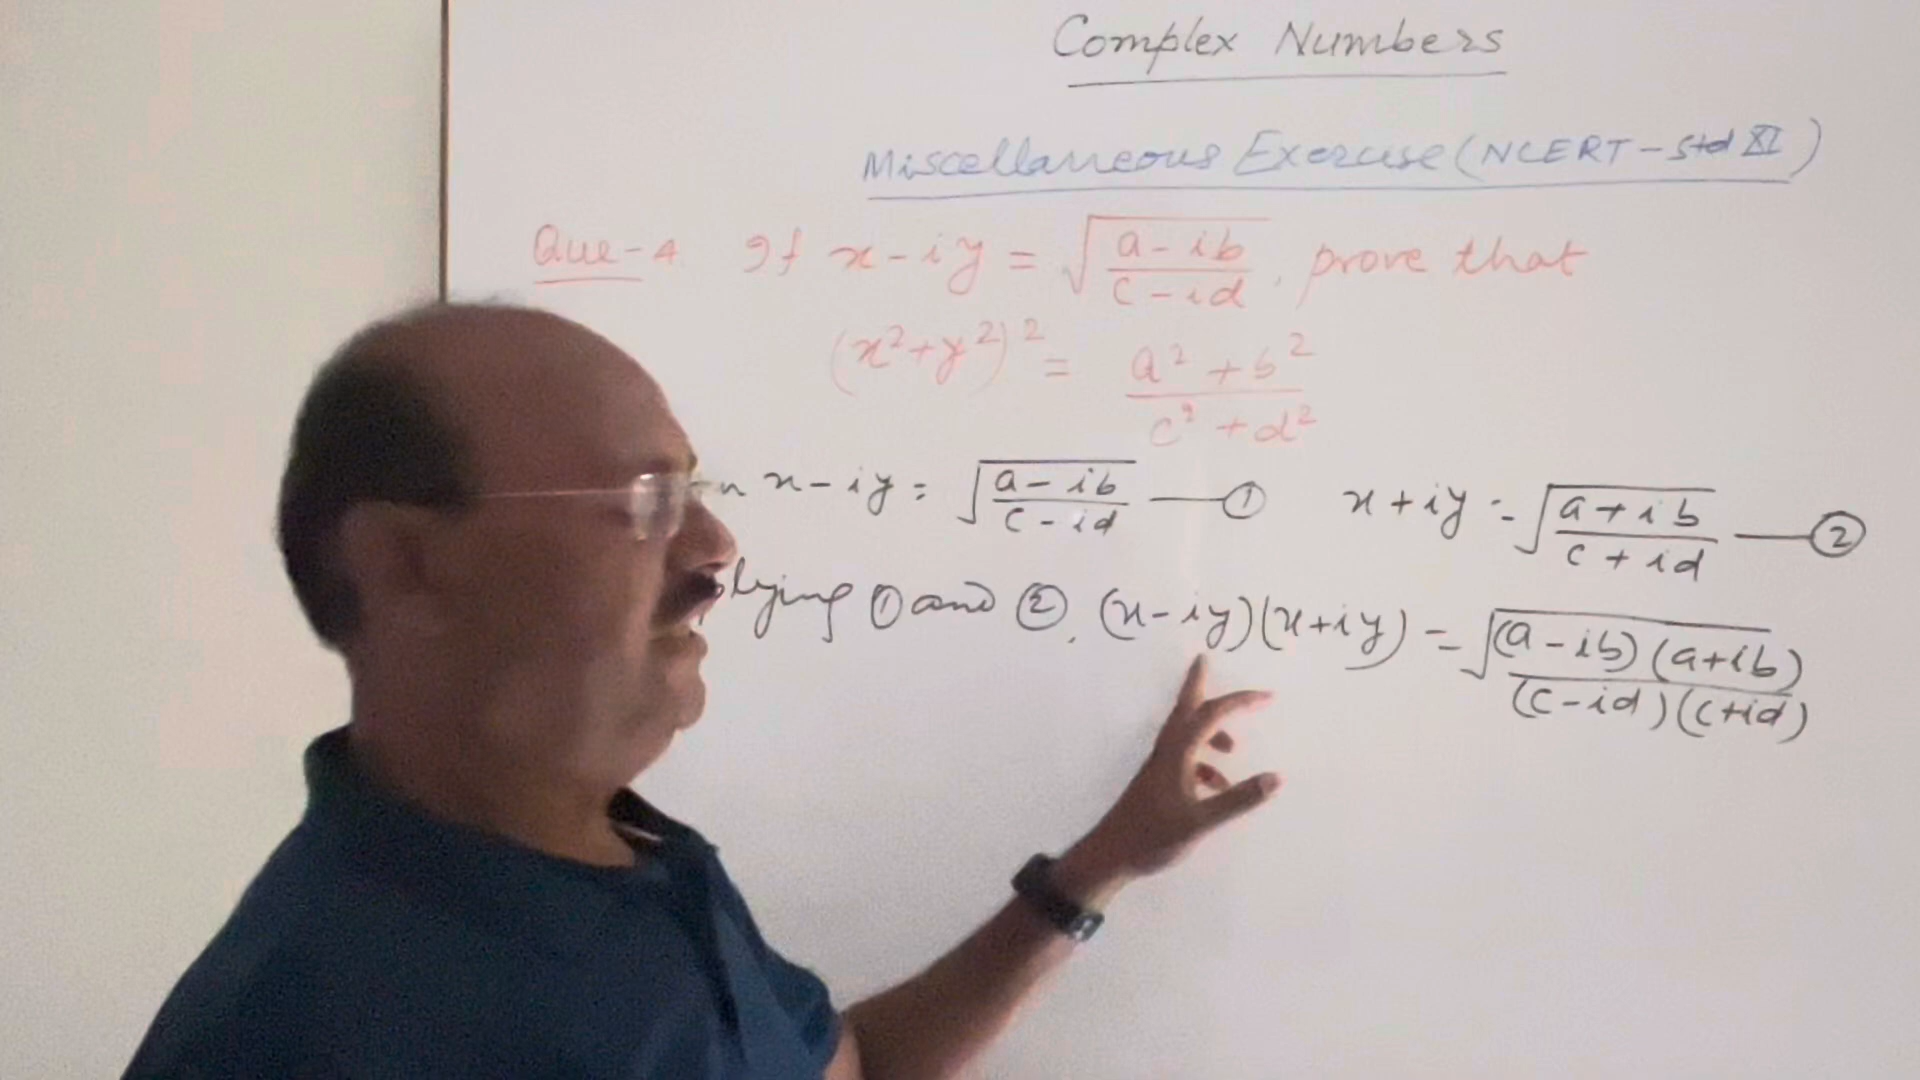 Complex Numbers
Miscellaneous Exercise (NCERT - Std XI)
Que-4. If x - iy = √((a - ib)/(c - id)), prove that
(x² + y²)² = (a² + b²)/(c² + d²)
x - iy = √((a - ib)/(c - id)) — ① x + iy = √((a + ib)/(c + id)) — ②
① and ②, (x - iy)(x + iy) = √((a - ib)(a + ib)/(c - id)(c + id))